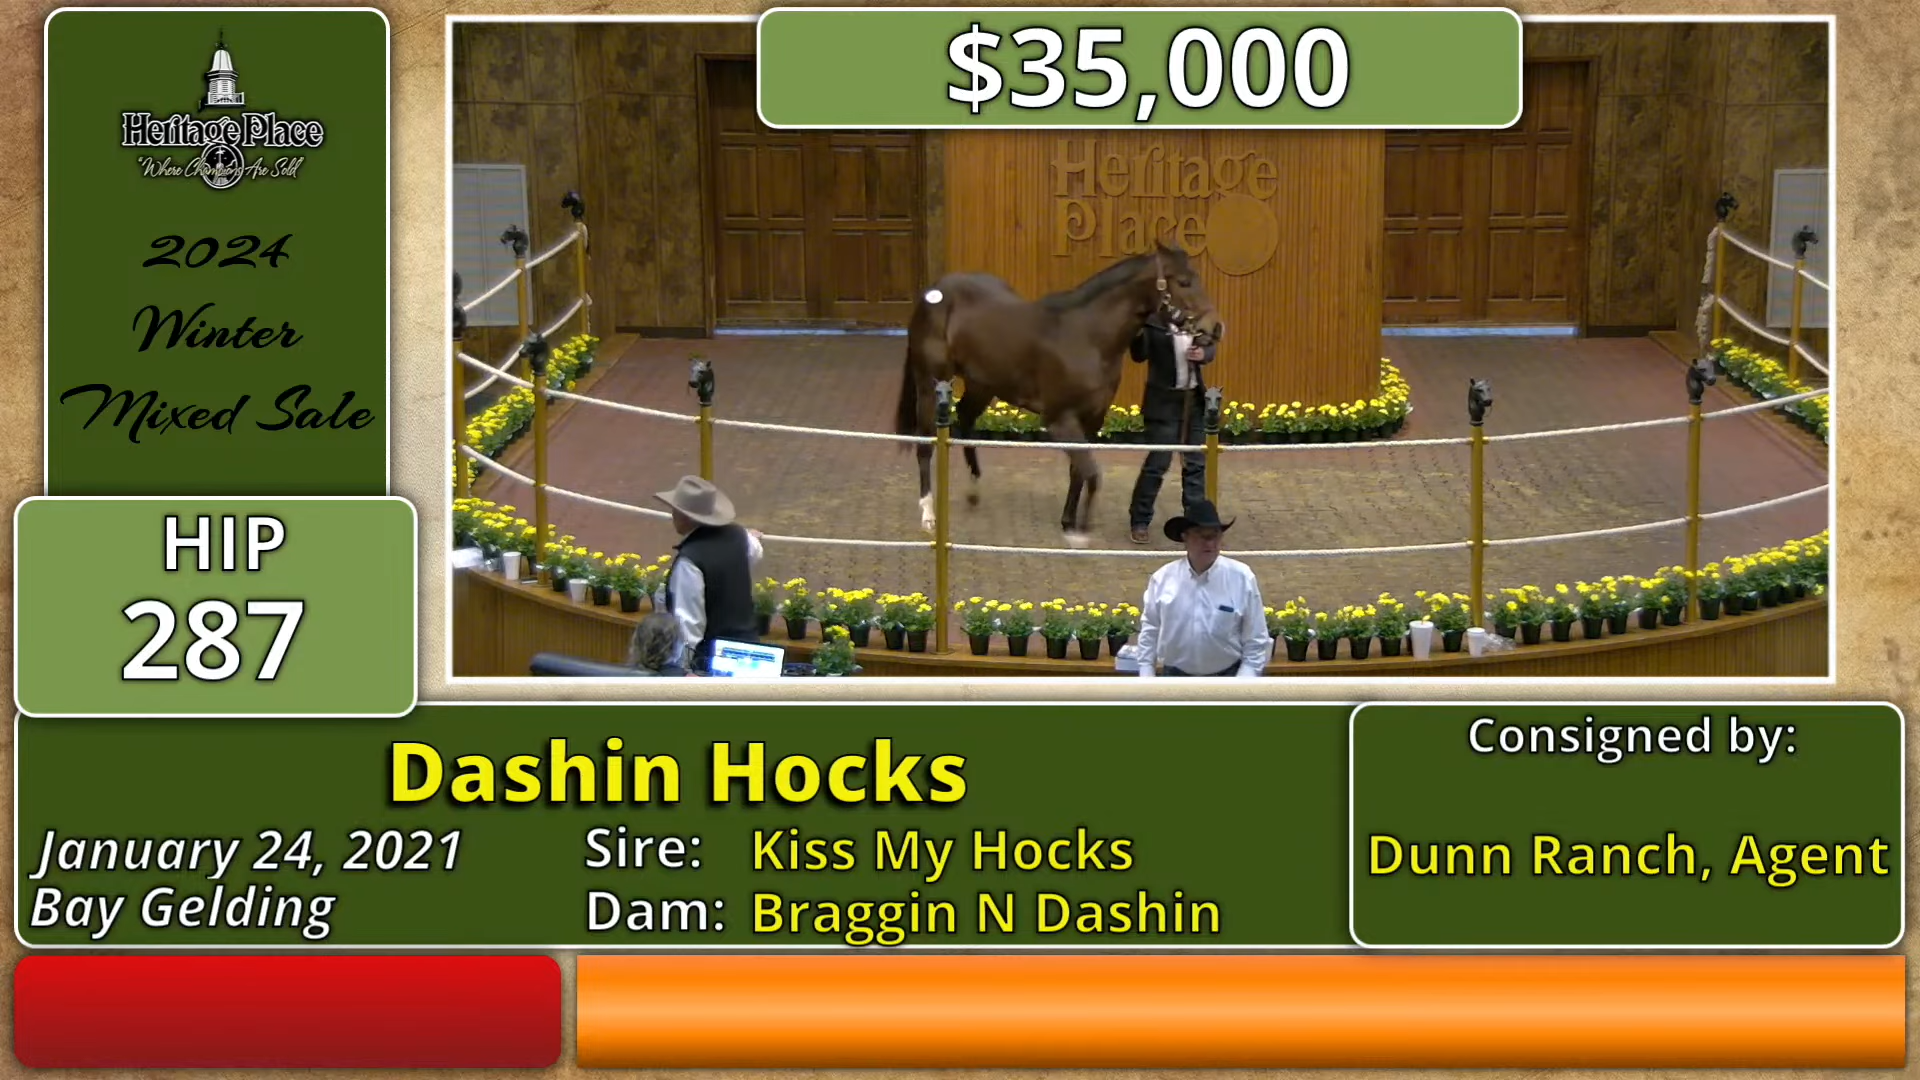 Heritage Place
"Where Champions Are Sold"
2024
Winter
Mixed Sale
$35,000
Heritage
Place
HIP
287
Dashin Hocks
January 24, 2021
Bay Gelding
Sire: Kiss My Hocks
Dam: Braggin N Dashin
Consigned by:
Dunn Ranch, Agent